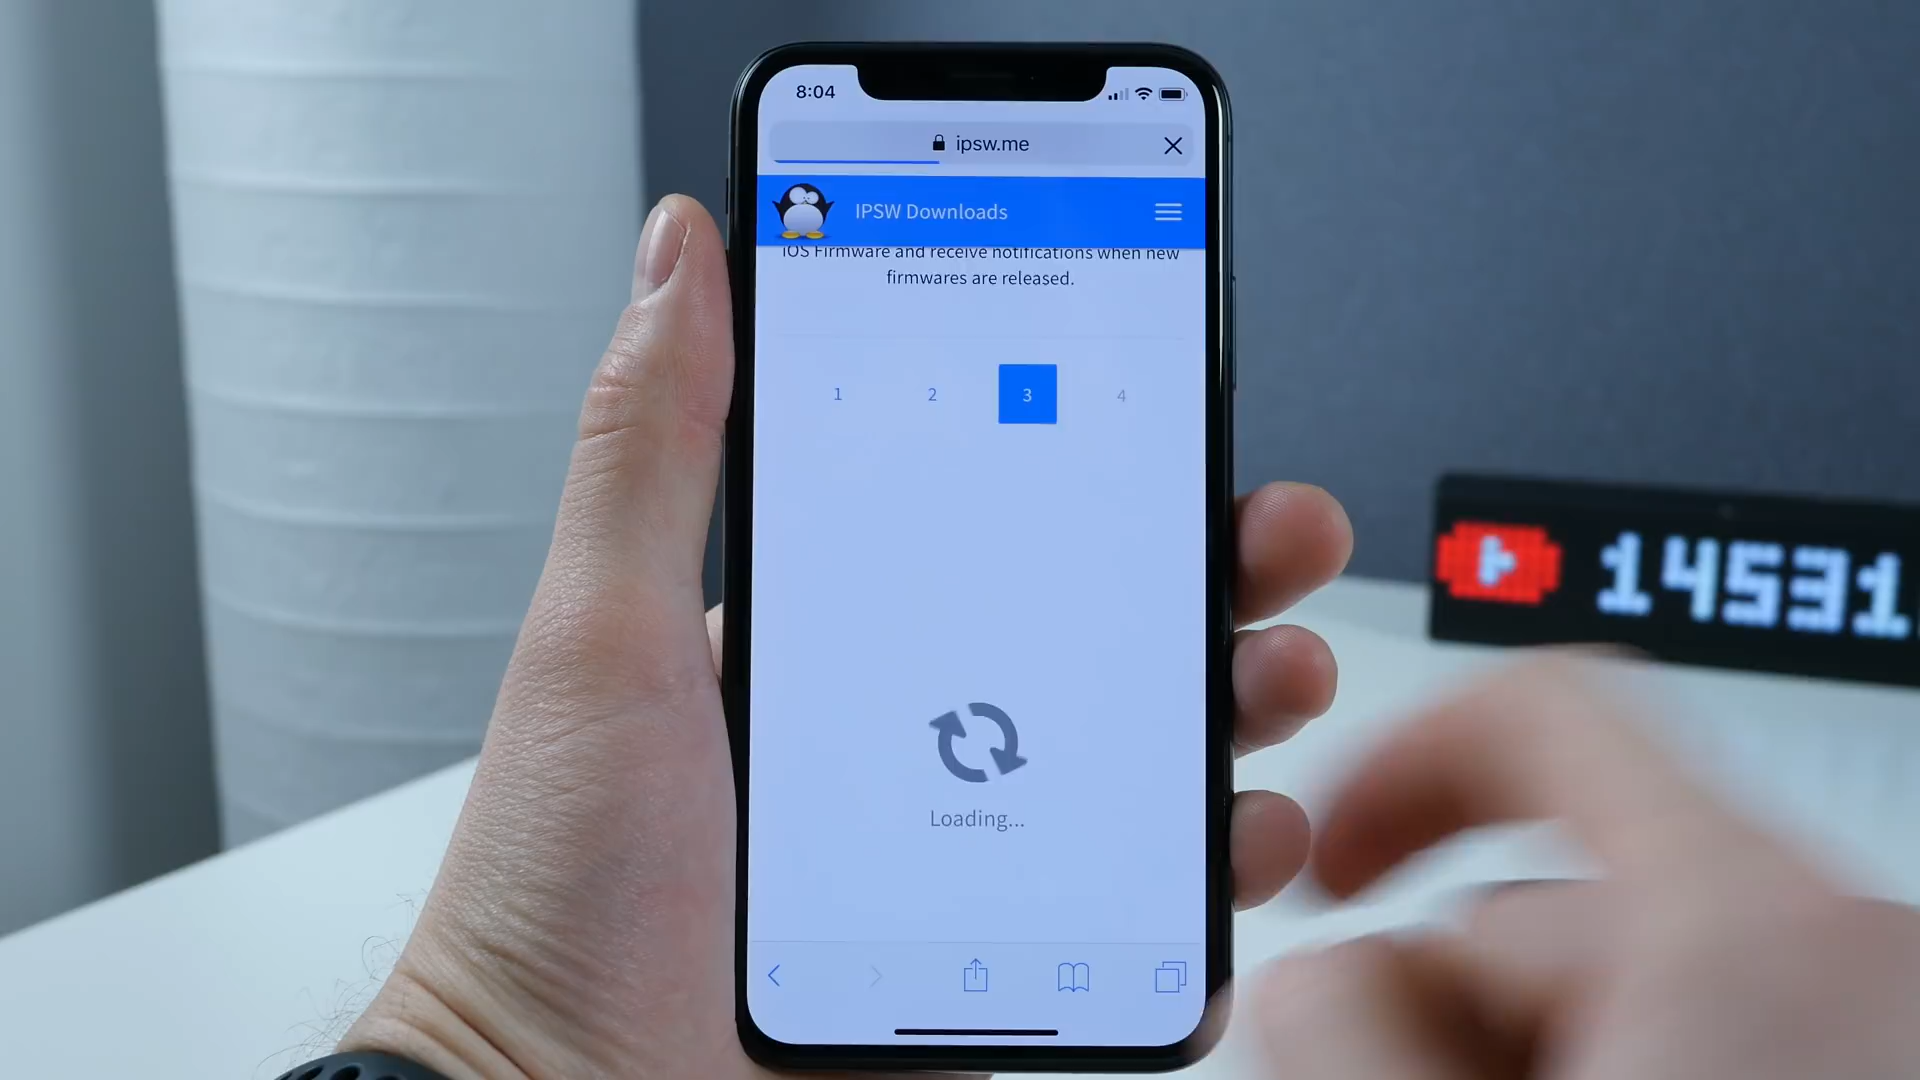 8:04
ipsw.me
IPSW Downloads
iOS Firmware and receive notifications when new
firmwares are released.
1 2 3 4
Loading...
14531